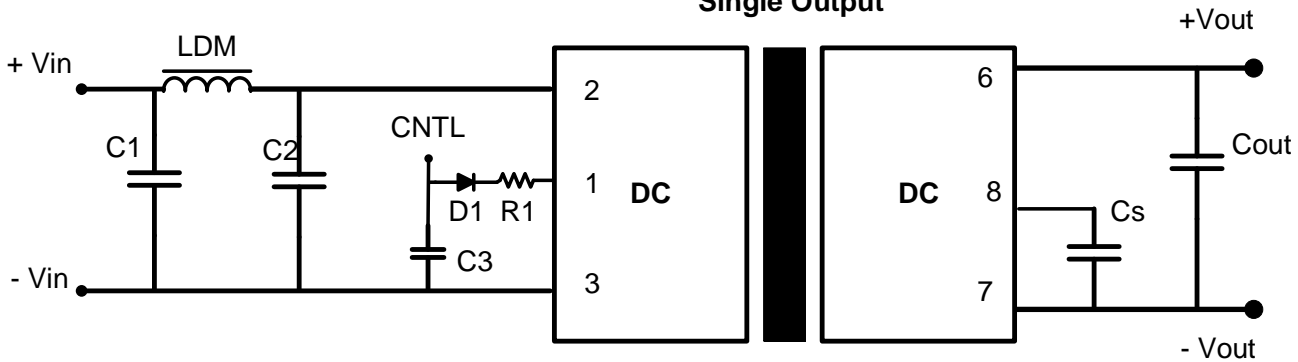 Single Output
+Vout
LDM
+ Vin
6
2
CNTL
C1
C2
Cout
1
DC
DC
8
D1
R1
Cs
C3
- Vin
3
7
- Vout